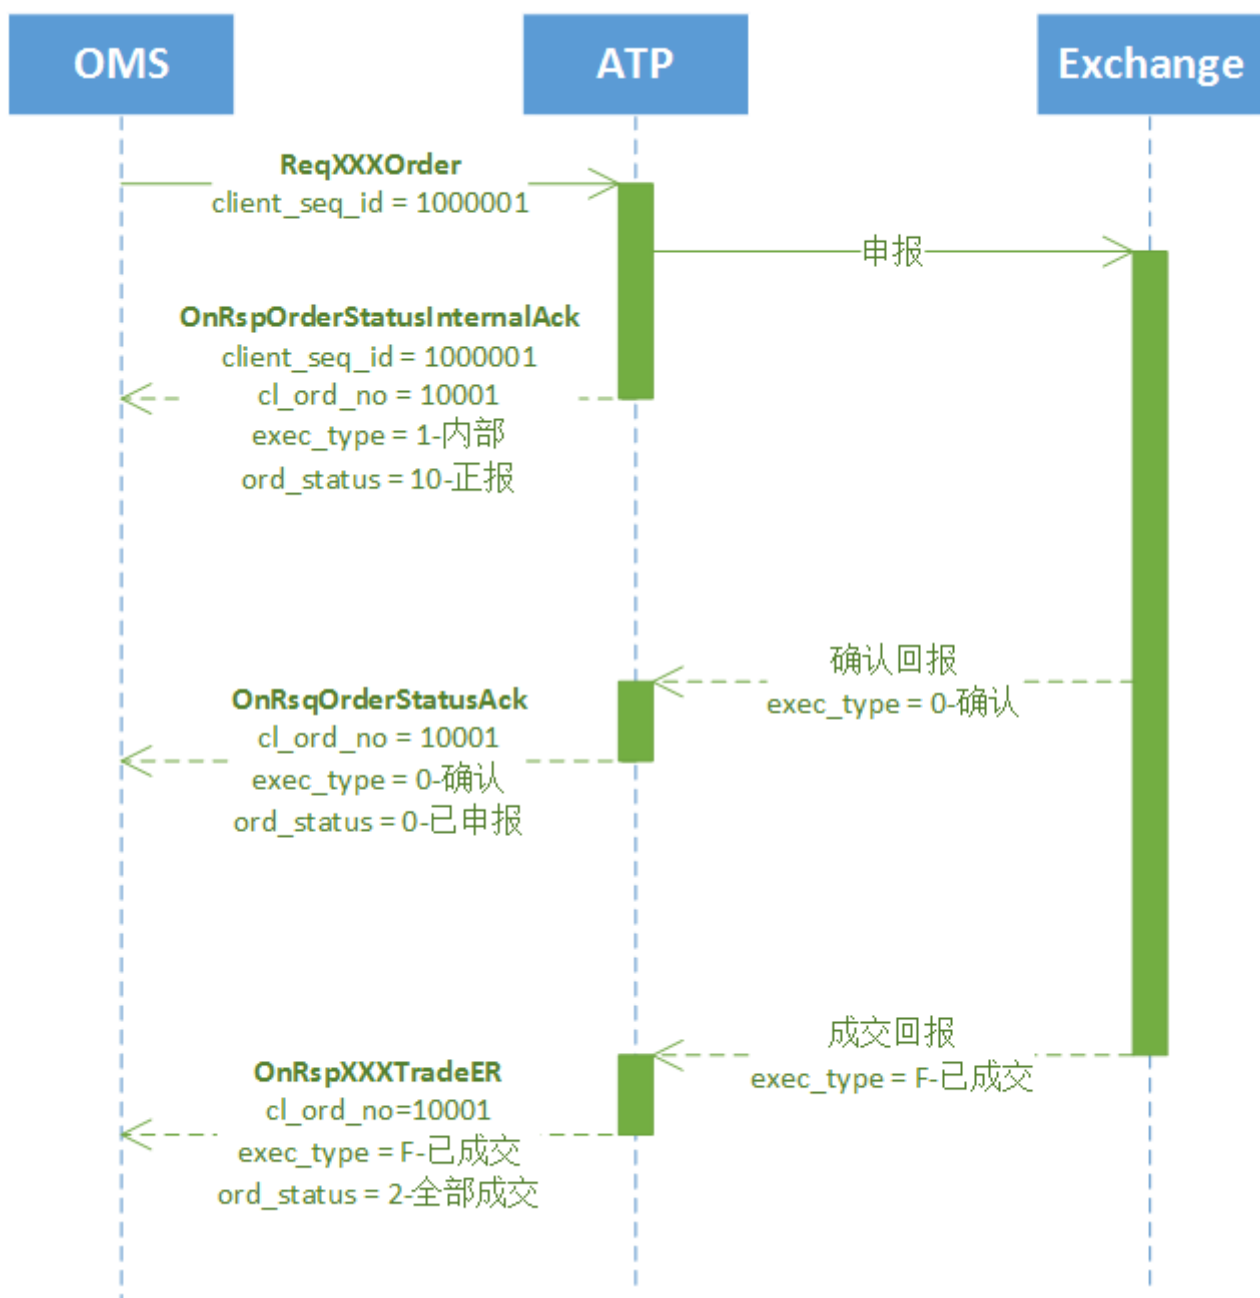 OMS
ATP
Exchange
ReqXXXOrder
client_seq_id = 1000001
申报
OnRspOrderStatusInternalAck
client_seq_id = 1000001
cl_ord_no = 10001
exec_type = 1-内部
ord_status = 10-正报
确认回报
exec_type = 0-确认
OnRsqOrderStatusAck
cl_ord_no = 10001
exec_type = 0-确认
ord_status = 0-已申报
成交回报
exec_type = F-已成交
OnRspXXXTradeER
cl_ord_no=10001
exec_type = F-已成交
ord_status = 2-全部成交